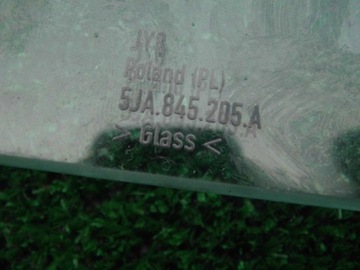 Poland (PL)
5JA.845.205.A
> Glass <